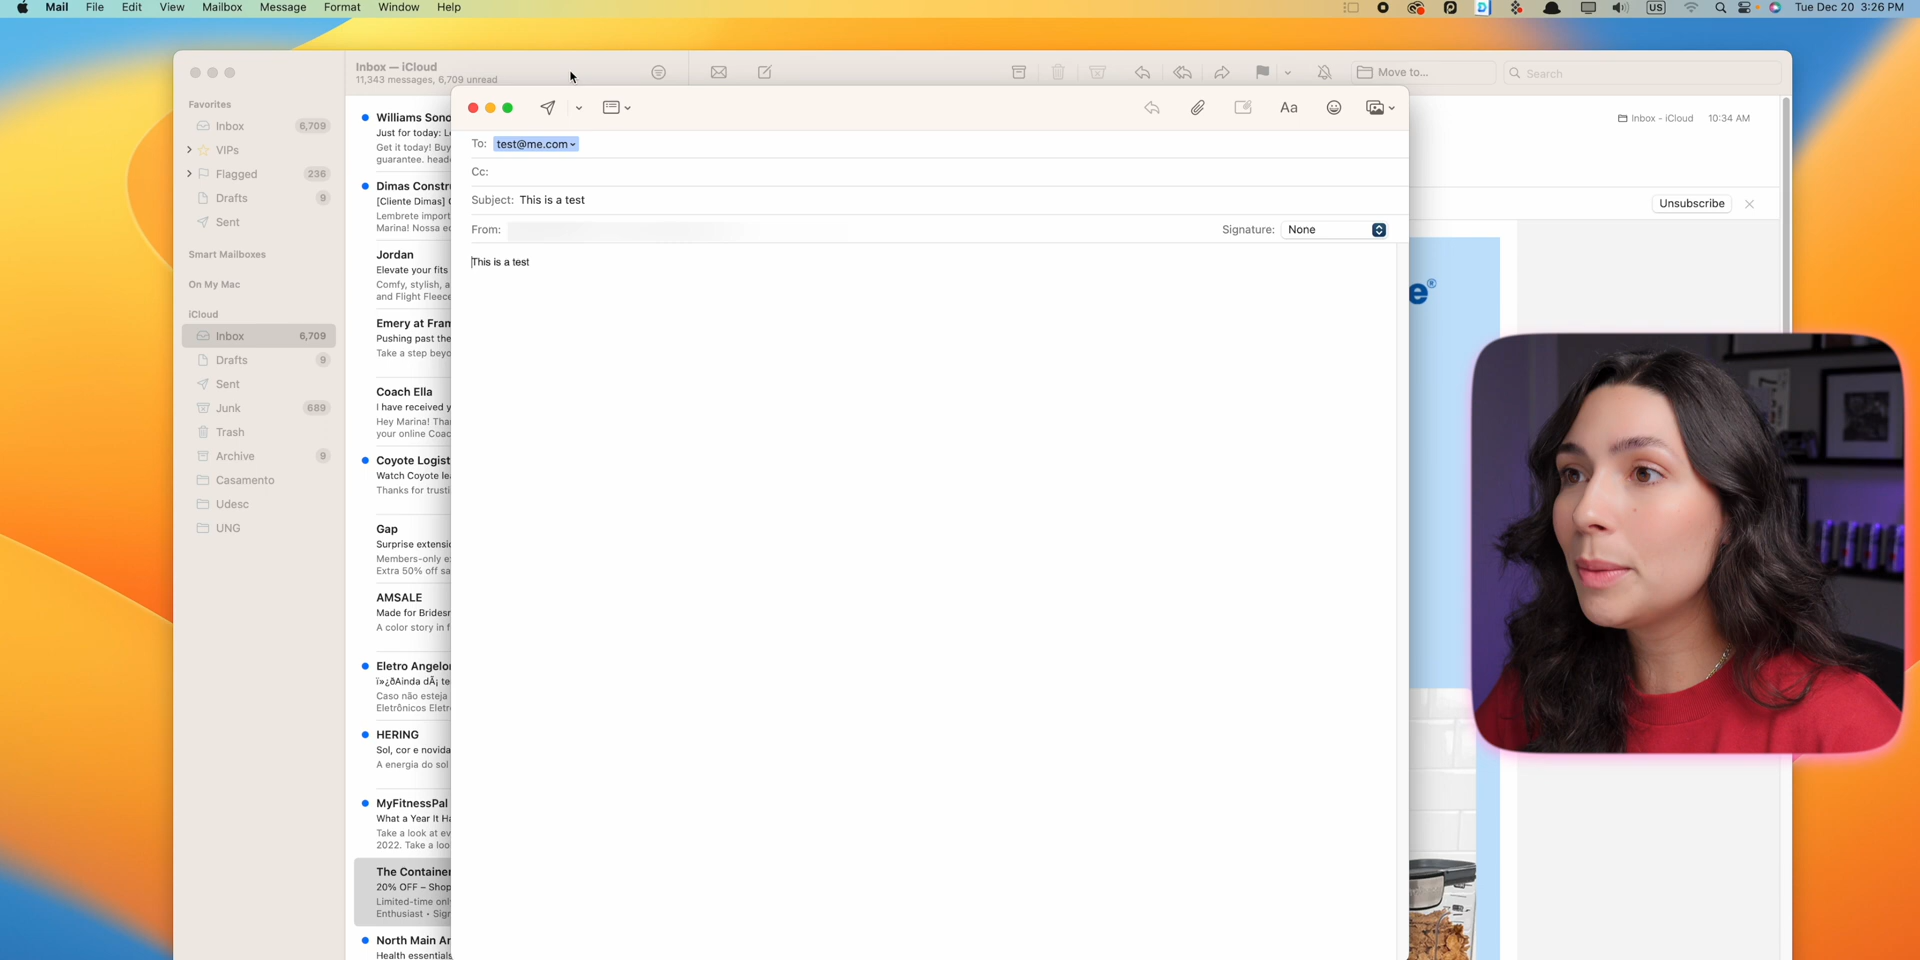 Mail File Edit View Mailbox Message Format Window Help
US
Tue Dec 20 3:26 PM
Inbox — iCloud
11,343 messages, 6,709 unread
Move to...
Search
Favorites
Inbox 6,709
VIPs
Flagged 236
Drafts 9
Sent
Smart Mailboxes
On My Mac
iCloud
Inbox 6,709
Drafts 9
Sent
Junk 689
Trash
Archive 9
Casamento
Udesc
UNG
Williams Sono
Just for today: L
Get it today! Buy
guarantee. head
Dimas Constru
[Cliente Dimas]
Lembrete import
Marina! Nossa e
Jordan
Elevate your fits
Comfy, stylish, a
and Flight Fleece
Emery at Fram
Pushing past the
Take a step beyo
Coach Ella
I have received y
Hey Marina! Tha
your online Coac
Coyote Logist
Watch Coyote le
Thanks for trusti
Gap
Surprise extensi
Members-only e
Extra 50% off sa
AMSALE
Made for Bridesr
A color story in f
Eletro Angelo
ï»¿ðAinda dÃ¡ te
Caso não esteja
Eletrônicos Eletr
HERING
Sol, cor e novida
A energia do sol
MyFitnessPal
What a Year It Ha
Take a look at ev
2022. Take a loo
The Container
20% OFF – Shop
Limited-time onl
Enthusiast • Sign
North Main Ar
Health essentials
To: test@me.com
Cc:
Subject: This is a test
From:
Signature: None
This is a test
Inbox - iCloud 10:34 AM
Unsubscribe
e®